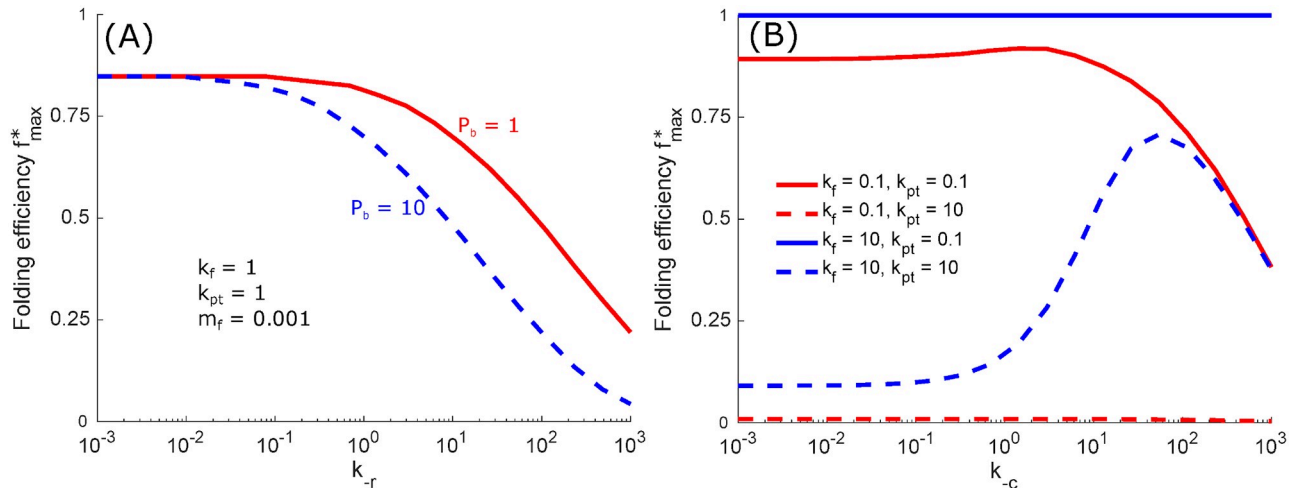 (A)
Folding efficiency f*max
1
0.75
0.5
0.25
0
P_b = 1
P_b = 10
k_f = 1
k_pt = 1
m_f = 0.001
10^-3 10^-2 10^-1 10^0 10^1 10^2 10^3
k_-r
(B)
Folding efficiency f*max
1
0.75
0.5
0.25
0
k_f = 0.1, k_pt = 0.1
k_f = 0.1, k_pt = 10
k_f = 10, k_pt = 0.1
k_f = 10, k_pt = 10
10^-3 10^-2 10^-1 10^0 10^1 10^2 10^3
k_-c